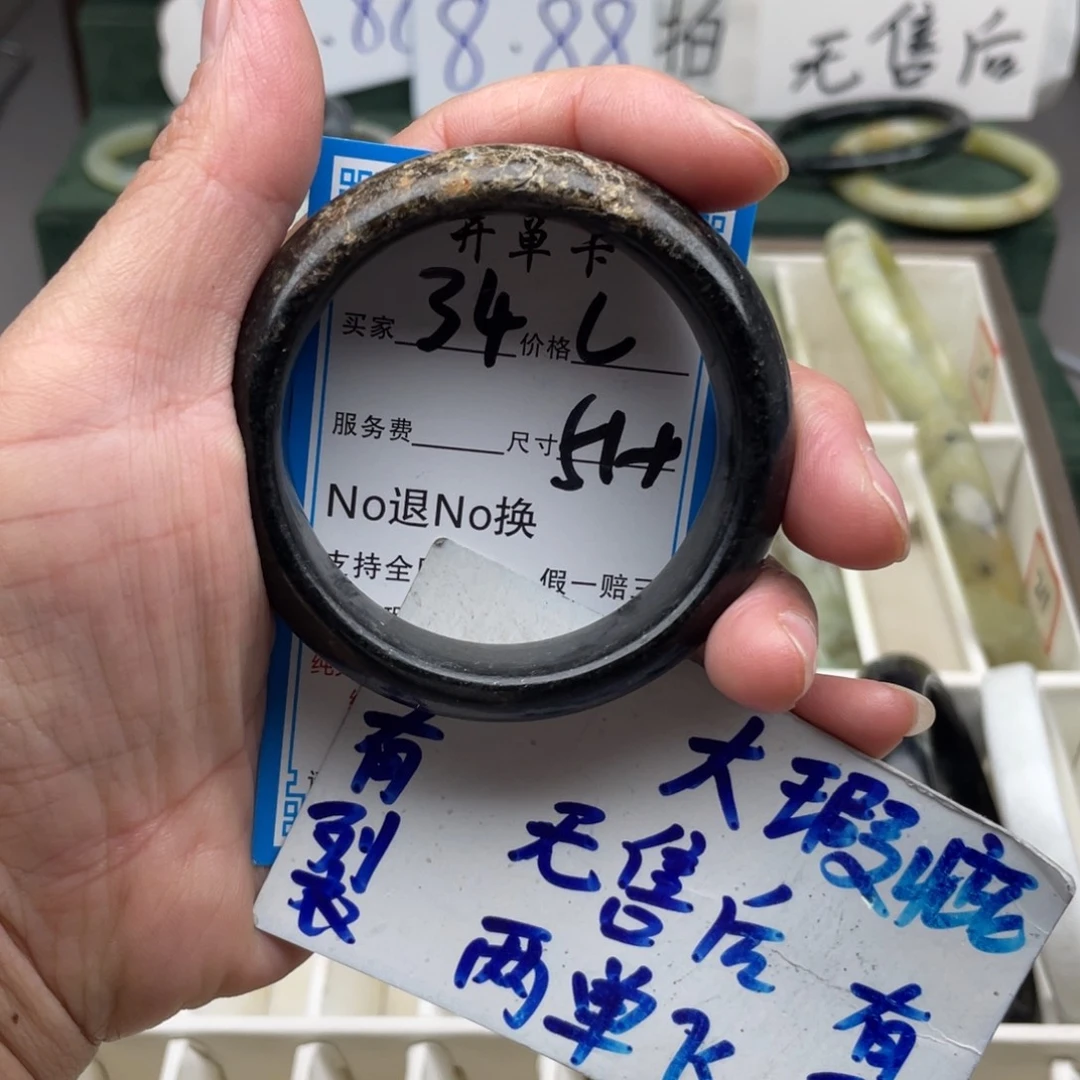 8.88
拍
无售后
开单卡
买家 34 价格 L
服务费 尺寸 54+
No退No换
支持全
假一赔三
有裂
大瑕疵
无售后
两单
有